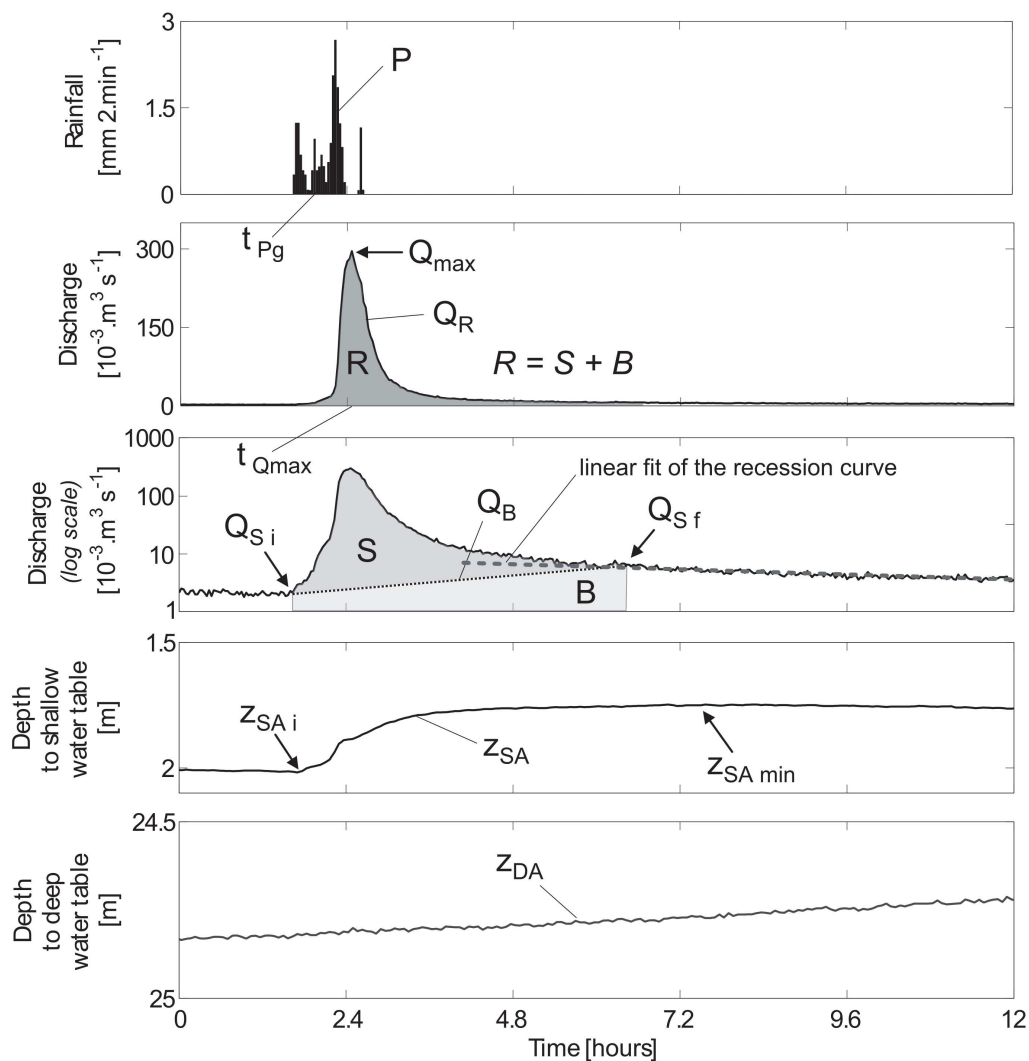 Rainfall
[mm 2.min⁻¹]
3
1.5
0
P
t Pg
Discharge
[10⁻³.m³ s⁻¹]
300
150
0
Qmax
QR
R
R = S + B
t Qmax
Discharge
(log scale)
[10⁻³.m³ s⁻¹]
1000
100
10
1
linear fit of the recession curve
QS i
QB
QS f
S
B
Depth
to shallow
water table
[m]
1.5
2
zSA i
zSA
zSA min
Depth
to deep
water table
[m]
24.5
25
zDA
0 2.4 4.8 7.2 9.6 12
Time [hours]